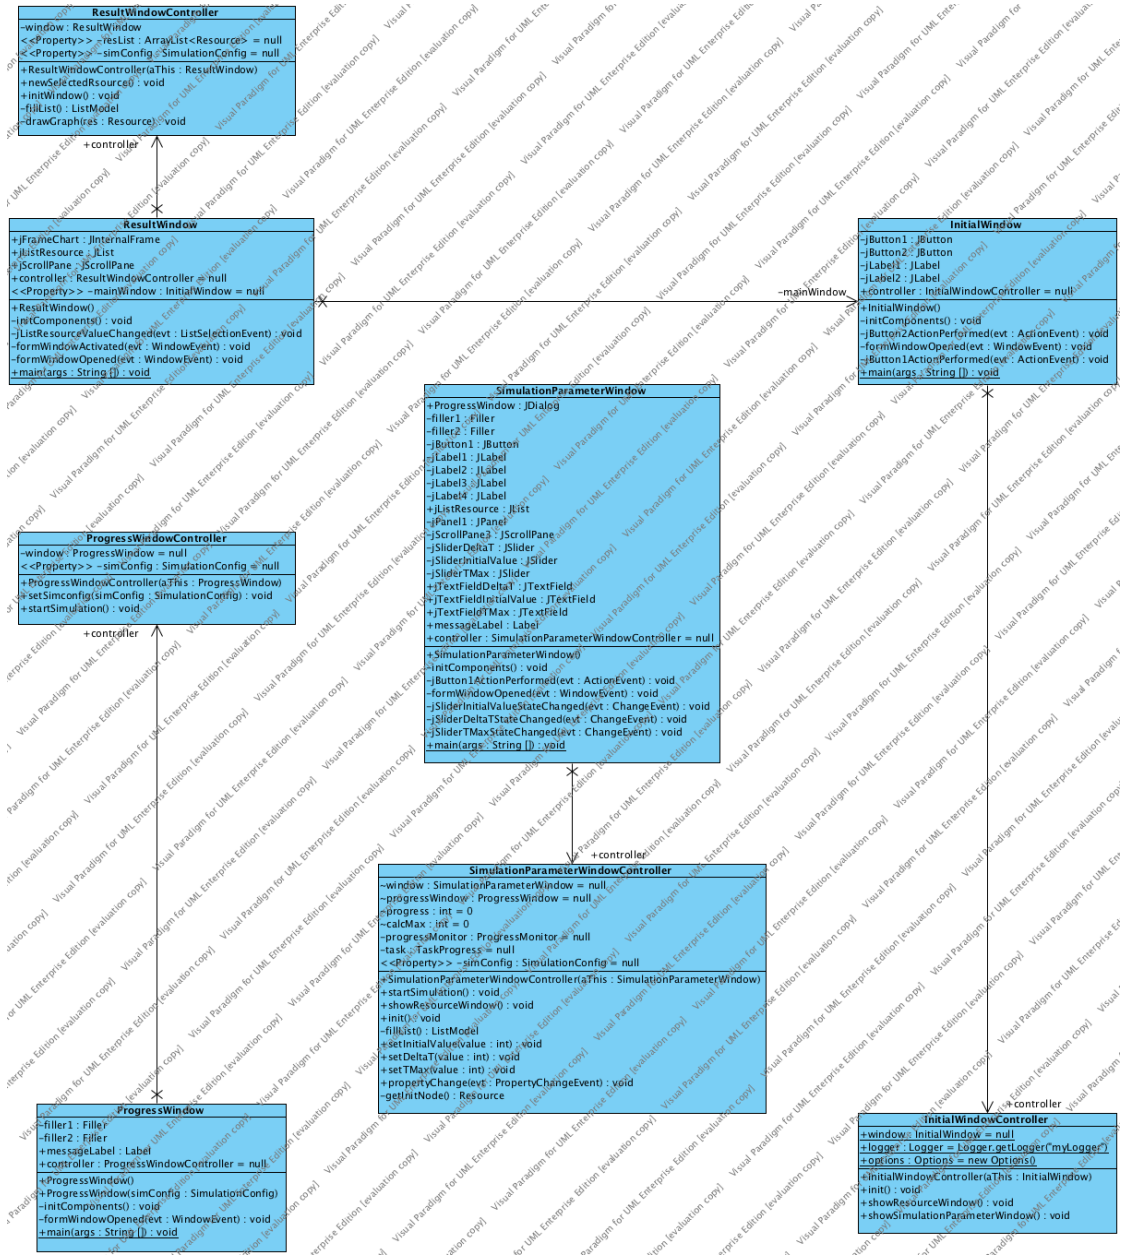 ResultWindowController
-window : ResultWindow
<<Property>> -resList : ArrayList<Resource> = null
<<Property>> -simConfig : SimulationConfig = null
+ResultWindowController(aThis : ResultWindow)
+newSelectedRsource() : void
+initWindow() : void
-fillList() : ListModel
-drawGraph(res : Resource) : void
+controller
ResultWindow
+jFrameChart : JInternalFrame
+jListResource : JList
+jScrollPane : JScrollPane
+controller : ResultWindowController = null
<<Property>> -mainWindow : InitialWindow = null
+ResultWindow()
-initComponents() : void
-jListResourceValueChanged(evt : ListSelectionEvent) : void
-formWindowActivated(evt : WindowEvent) : void
-formWindowOpened(evt : WindowEvent) : void
+main(args : String []) : void
-mainWindow
InitialWindow
-jButton1 : JButton
-jButton2 : JButton
-jLabel1 : JLabel
-jLabel2 : JLabel
+controller : InitialWindowController = null
+InitialWindow()
-initComponents() : void
-jButton2ActionPerformed(evt : ActionEvent) : void
-formWindowOpened(evt : WindowEvent) : void
-jButton1ActionPerformed(evt : ActionEvent) : void
+main(args : String []) : void
SimulationParameterWindow
+ProgressWindow : JDialog
-filler1 : Filler
-filler2 : Filler
-jButton1 : JButton
-jLabel1 : JLabel
-jLabel2 : JLabel
-jLabel3 : JLabel
-jLabel4 : JLabel
+jListResource : JList
-jPanel1 : JPanel
-jScrollPane3 : JScrollPane
-jSliderDeltaT : JSlider
-jSliderInitialValue : JSlider
-jSliderTMax : JSlider
+jTextFieldDeltaT : JTextField
+jTextFieldInitialValue : JTextField
+jTextFieldTMax : JTextField
+messageLabel : Label
+controller : SimulationParameterWindowController = null
+SimulationParameterWindow()
-initComponents() : void
-jButton1ActionPerformed(evt : ActionEvent) : void
-formWindowOpened(evt : WindowEvent) : void
-jSliderInitialValueStateChanged(evt : ChangeEvent) : void
-jSliderDeltaTStateChanged(evt : ChangeEvent) : void
-jSliderTMaxStateChanged(evt : ChangeEvent) : void
+main(args : String []) : void
ProgressWindowController
-window : ProgressWindow = null
<<Property>> -simConfig : SimulationConfig = null
+ProgressWindowController(aThis : ProgressWindow)
+setSimconfig(simConfig : SimulationConfig) : void
+startSimulation() : void
+controller
+controller
SimulationParameterWindowController
~window : SimulationParameterWindow = null
~progressWindow : ProgressWindow = null
~progress : int = 0
~calcMax : int = 0
-progressMonitor : ProgressMonitor = null
-task : TaskProgress = null
<<Property>> -simConfig : SimulationConfig = null
+SimulationParameterWindowController(aThis : SimulationParameterWindow)
+startSimulation() : void
+showResourceWindow() : void
+init() : void
-fillList() : ListModel
+setInitialValue(value : int) : void
+setDeltaT(value : int) : void
+setTMax(value : int) : void
+propertyChange(evt : PropertyChangeEvent) : void
-getInitNode() : Resource
ProgressWindow
-filler1 : Filler
-filler2 : Filler
+messageLabel : Label
+controller : ProgressWindowController = null
+ProgressWindow()
+ProgressWindow(simConfig : SimulationConfig)
-initComponents() : void
-formWindowOpened(evt : WindowEvent) : void
+main(args : String []) : void
+controller
InitialWindowController
+window : InitialWindow = null
+logger : Logger = Logger.getLogger("myLogger")
+options : Options = new Options()
+InitialWindowController(aThis : InitialWindow)
+init() : void
+showResourceWindow() : void
+showSimulationParameterWindow() : void
Visual Paradigm for UML Enterprise Edition [evaluation copy]